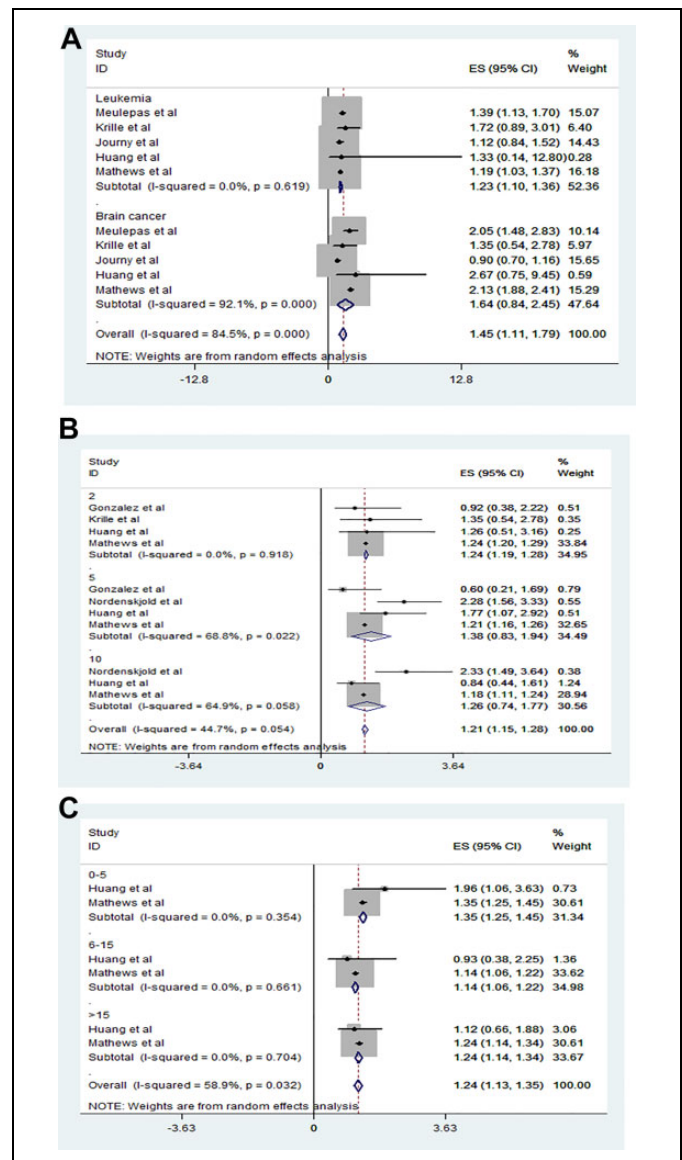 A
Study %
ID ES (95% CI) Weight
Leukemia
Meulepas et al 1.39 (1.13, 1.70) 15.07
Krille et al 1.72 (0.89, 3.01) 6.40
Journy et al 1.12 (0.84, 1.52) 14.43
Huang et al 1.33 (0.14, 12.80)0.28
Mathews et al 1.19 (1.03, 1.37) 16.18
Subtotal (I-squared = 0.0%, p = 0.619) 1.23 (1.10, 1.36) 52.36
.
Brain cancer
Meulepas et al 2.05 (1.48, 2.83) 10.14
Krille et al 1.35 (0.54, 2.78) 5.97
Journy et al 0.90 (0.70, 1.16) 15.65
Huang et al 2.67 (0.75, 9.45) 0.59
Mathews et al 2.13 (1.88, 2.41) 15.29
Subtotal (I-squared = 92.1%, p = 0.000) 1.64 (0.84, 2.45) 47.64
.
Overall (I-squared = 84.5%, p = 0.000) 1.45 (1.11, 1.79) 100.00
NOTE: Weights are from random effects analysis
-12.8 0 12.8
B
Study %
ID ES (95% CI) Weight
2
Gonzalez et al 0.92 (0.38, 2.22) 0.51
Krille et al 1.35 (0.54, 2.78) 0.35
Huang et al 1.26 (0.51, 3.16) 0.25
Mathews et al 1.24 (1.20, 1.29) 33.84
Subtotal (I-squared = 0.0%, p = 0.918) 1.24 (1.19, 1.28) 34.95
.
5
Gonzalez et al 0.60 (0.21, 1.69) 0.79
Nordenskjold et al 2.28 (1.56, 3.33) 0.55
Huang et al 1.77 (1.07, 2.92) 0.51
Mathews et al 1.21 (1.16, 1.26) 32.65
Subtotal (I-squared = 68.8%, p = 0.022) 1.38 (0.83, 1.94) 34.49
.
10
Nordenskjold et al 2.33 (1.49, 3.64) 0.38
Huang et al 0.84 (0.44, 1.61) 1.24
Mathews et al 1.18 (1.11, 1.24) 28.94
Subtotal (I-squared = 64.9%, p = 0.058) 1.26 (0.74, 1.77) 30.56
.
Overall (I-squared = 44.7%, p = 0.054) 1.21 (1.15, 1.28) 100.00
NOTE: Weights are from random effects analysis
-3.64 0 3.64
C
Study %
ID ES (95% CI) Weight
0-5
Huang et al 1.96 (1.06, 3.63) 0.73
Mathews et al 1.35 (1.25, 1.45) 30.61
Subtotal (I-squared = 0.0%, p = 0.354) 1.35 (1.25, 1.45) 31.34
.
6-15
Huang et al 0.93 (0.38, 2.25) 1.36
Mathews et al 1.14 (1.06, 1.22) 33.62
Subtotal (I-squared = 0.0%, p = 0.661) 1.14 (1.06, 1.22) 34.98
.
>15
Huang et al 1.12 (0.66, 1.88) 3.06
Mathews et al 1.24 (1.14, 1.34) 30.61
Subtotal (I-squared = 0.0%, p = 0.704) 1.24 (1.14, 1.34) 33.67
.
Overall (I-squared = 58.9%, p = 0.032) 1.24 (1.13, 1.35) 100.00
NOTE: Weights are from random effects analysis
-3.63 0 3.63